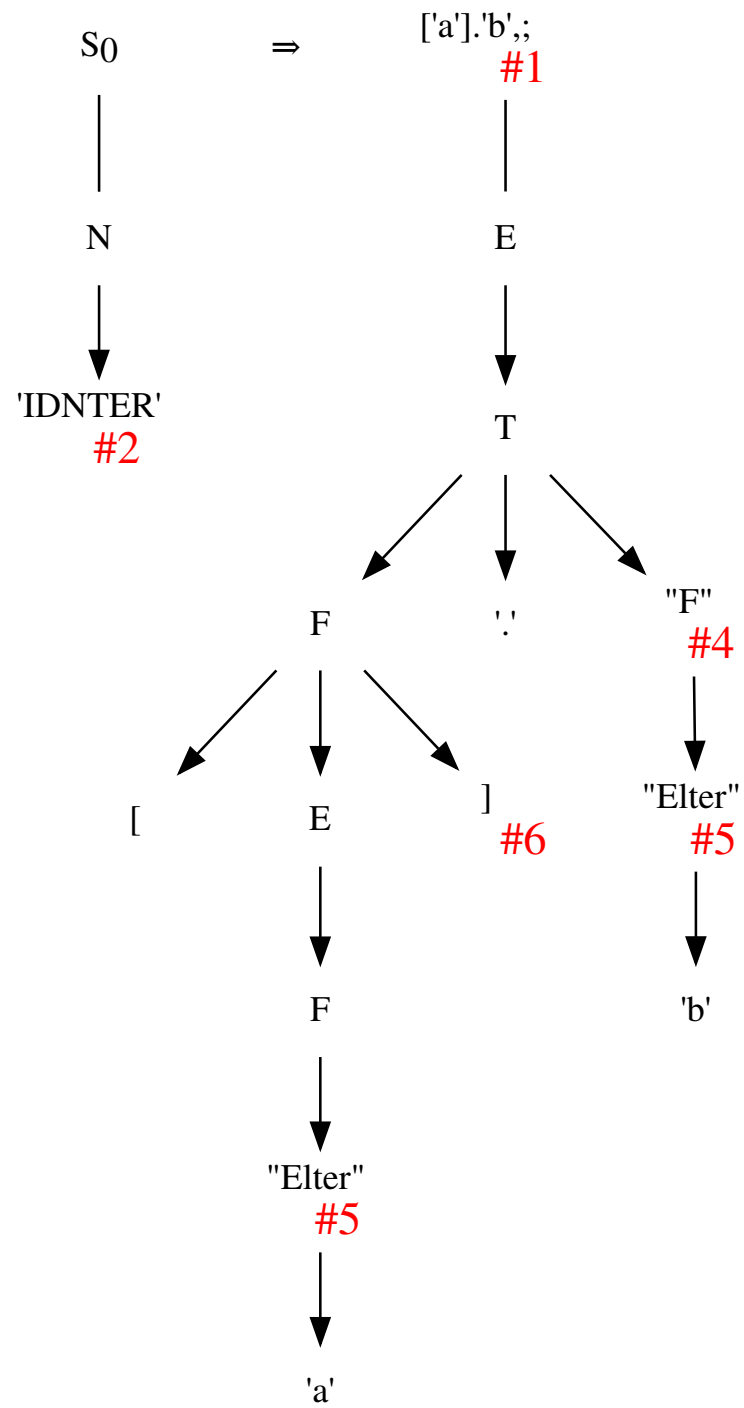 S0 ⇒ ['a'].'b',;
#1
N E
'IDNTER'
#2
T
F '.' "F"
#4
[ E ] "Elter"
#6 #5
F 'b'
"Elter"
#5
'a'